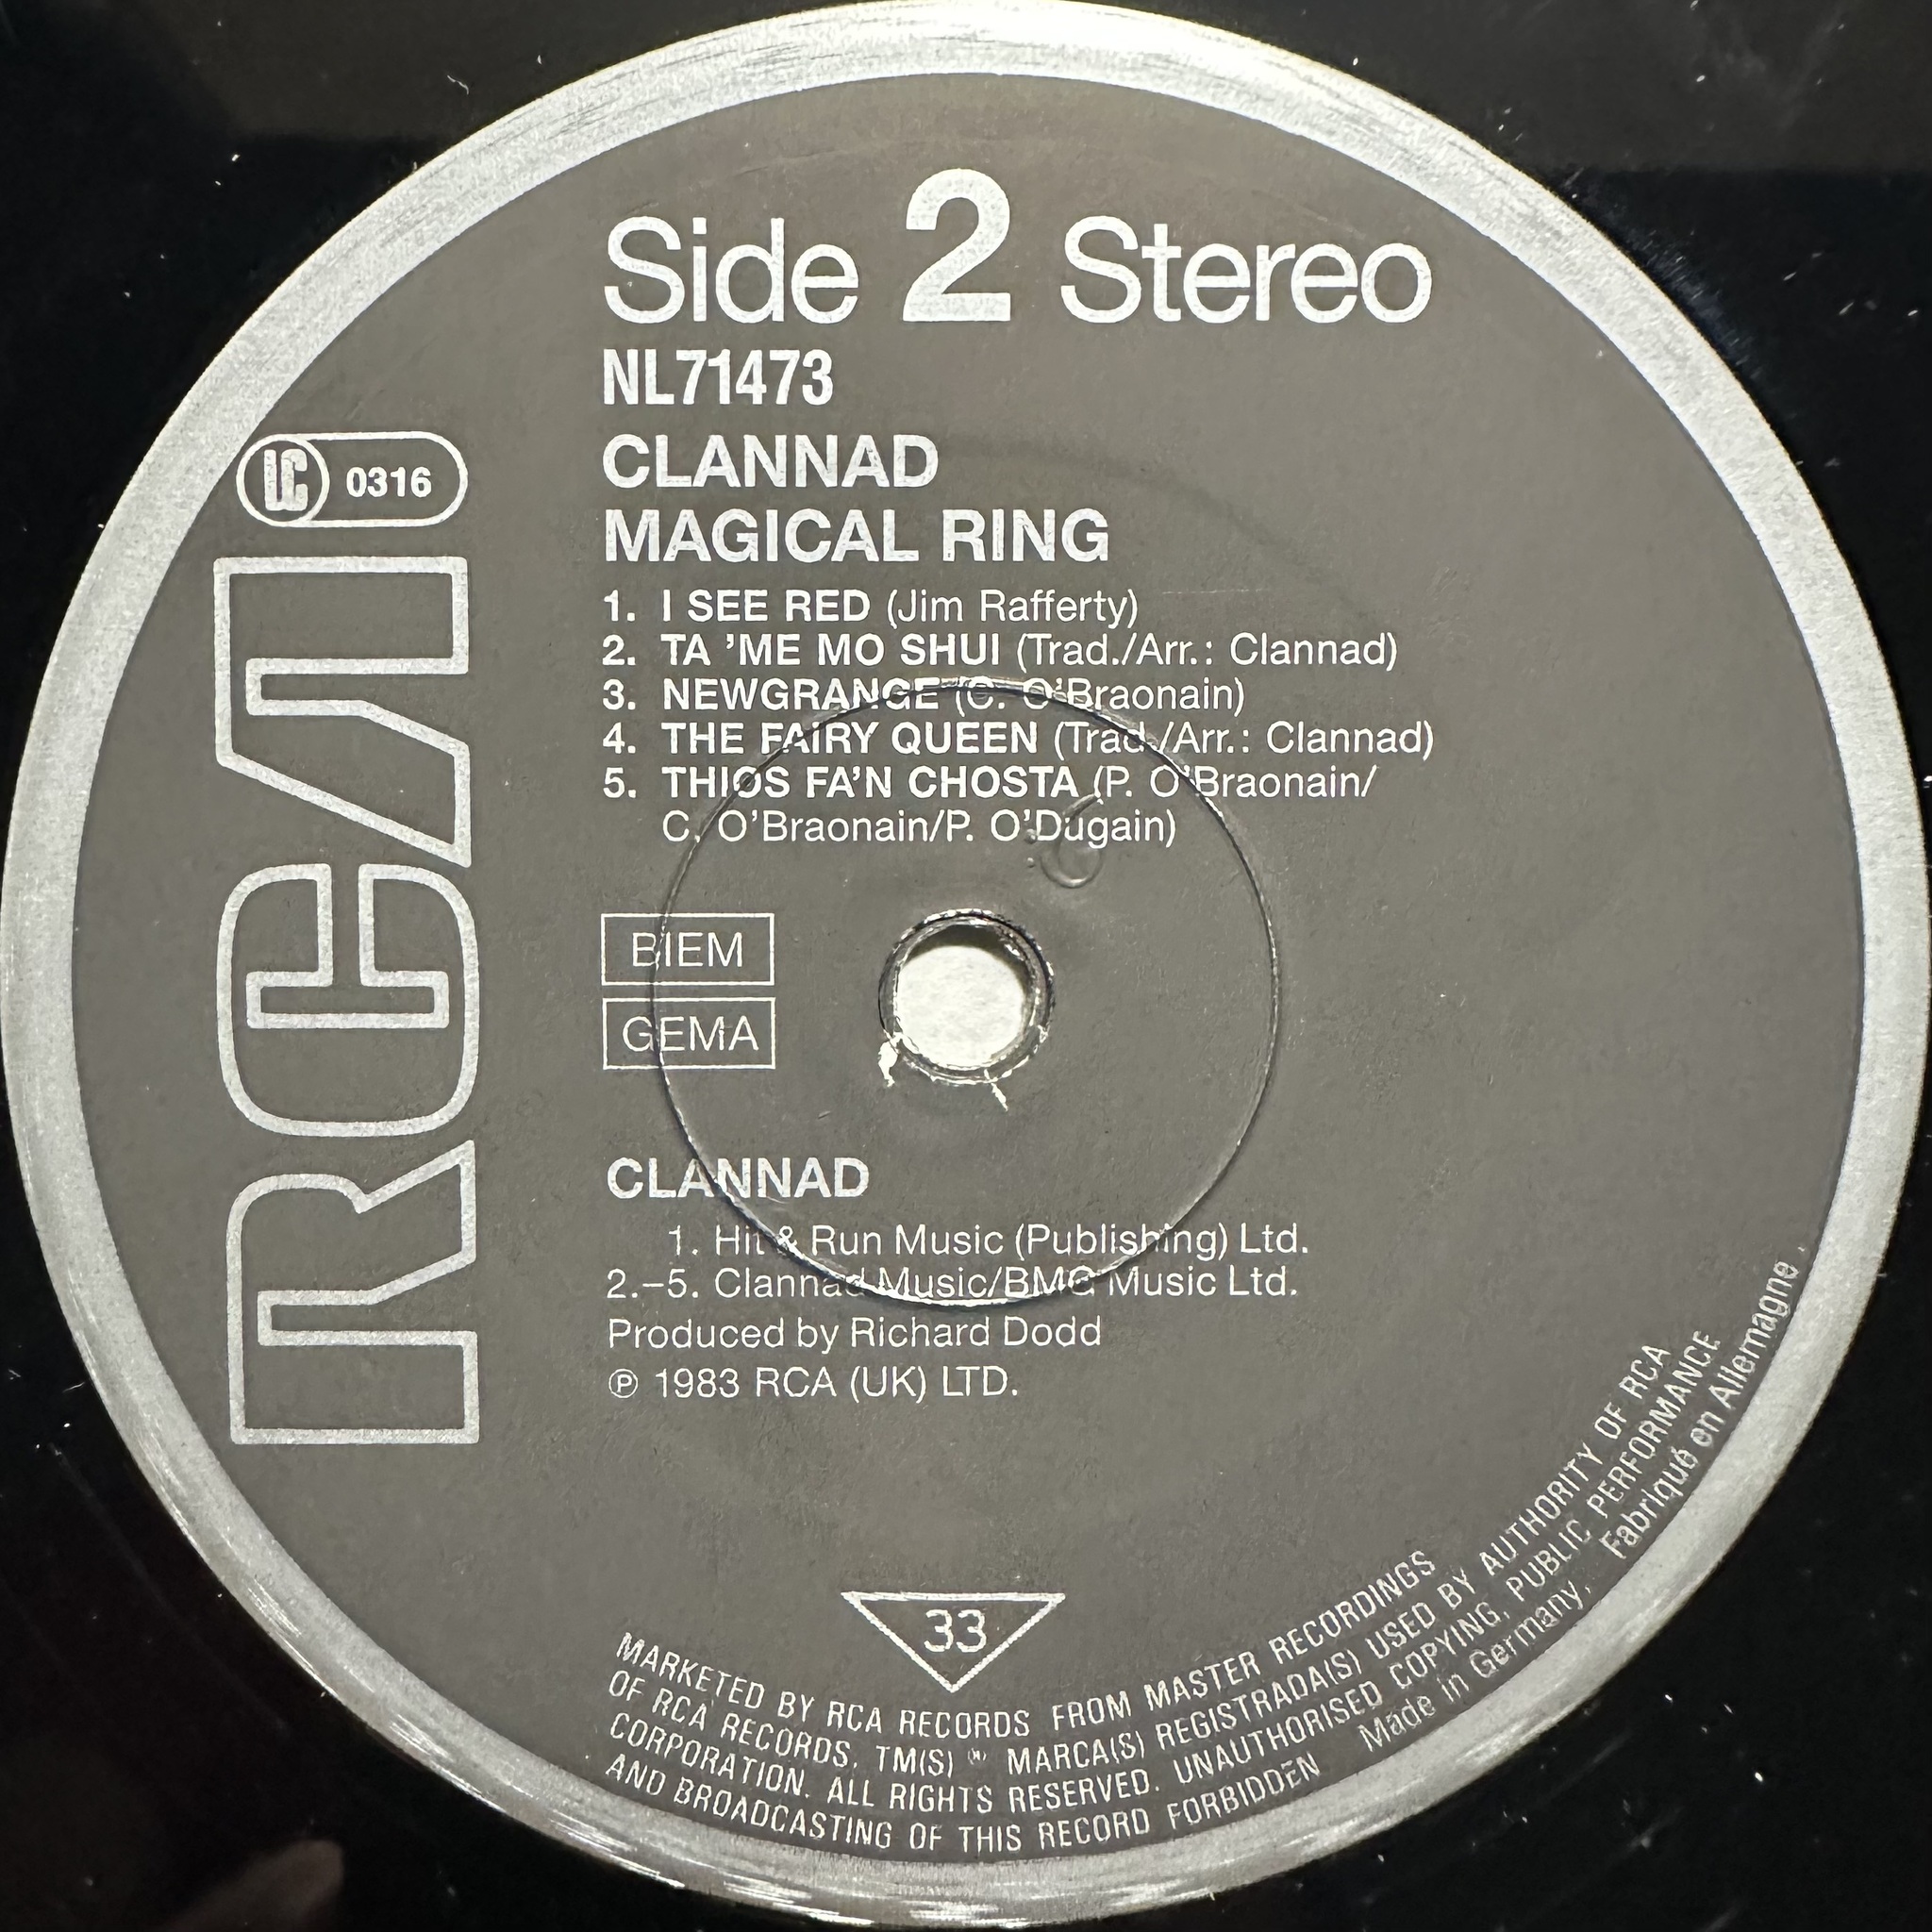 Side 2 Stereo
NL71473
LC 0316
CLANNAD
MAGICAL RING
1. I SEE RED (Jim Rafferty)
2. TA 'ME MO SHUI (Trad./Arr.: Clannad)
3. NEWGRANGE (C. O'Braonain)
4. THE FAIRY QUEEN (Trad./Arr.: Clannad)
5. THIOS FA'N CHOSTA (P. O'Braonain/
C. O'Braonain/P. O'Dugain)
RCA
BIEM
GEMA
CLANNAD
1. Hit & Run Music (Publishing) Ltd.
2.–5. Clannad Music/BMG Music Ltd.
Produced by Richard Dodd
℗ 1983 RCA (UK) LTD.
33
MARKETED BY RCA RECORDS FROM MASTER RECORDINGS
OF RCA RECORDS, TM(S) ® MARCA(S) REGISTRADA(S) USED BY AUTHORITY OF RCA
CORPORATION. ALL RIGHTS RESERVED. UNAUTHORISED COPYING, PUBLIC PERFORMANCE
AND BROADCASTING OF THIS RECORD FORBIDDEN Made in Germany, Fabriqué en Allemagne.